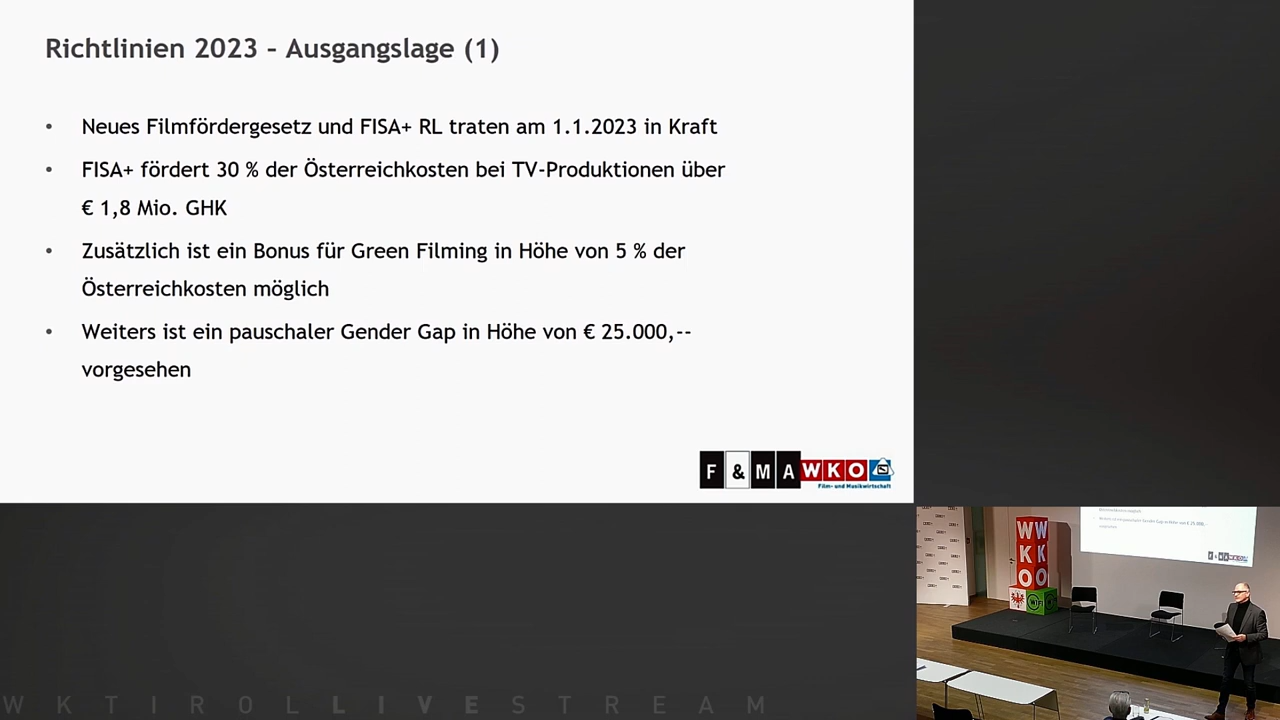 Richtlinien 2023 – Ausgangslage (1)
• Neues Filmfördergesetz und FISA+ RL traten am 1.1.2023 in Kraft
• FISA+ fördert 30 % der Österreichkosten bei TV-Produktionen über
€ 1,8 Mio. GHK
• Zusätzlich ist ein Bonus für Green Filming in Höhe von 5 % der
Österreichkosten möglich
• Weiters ist ein pauschaler Gender Gap in Höhe von € 25.000,--
vorgesehen
F & M A WKO
Film- und Musikwirtschaft
WKO
WKO
WKTIROLLIVESTREAM